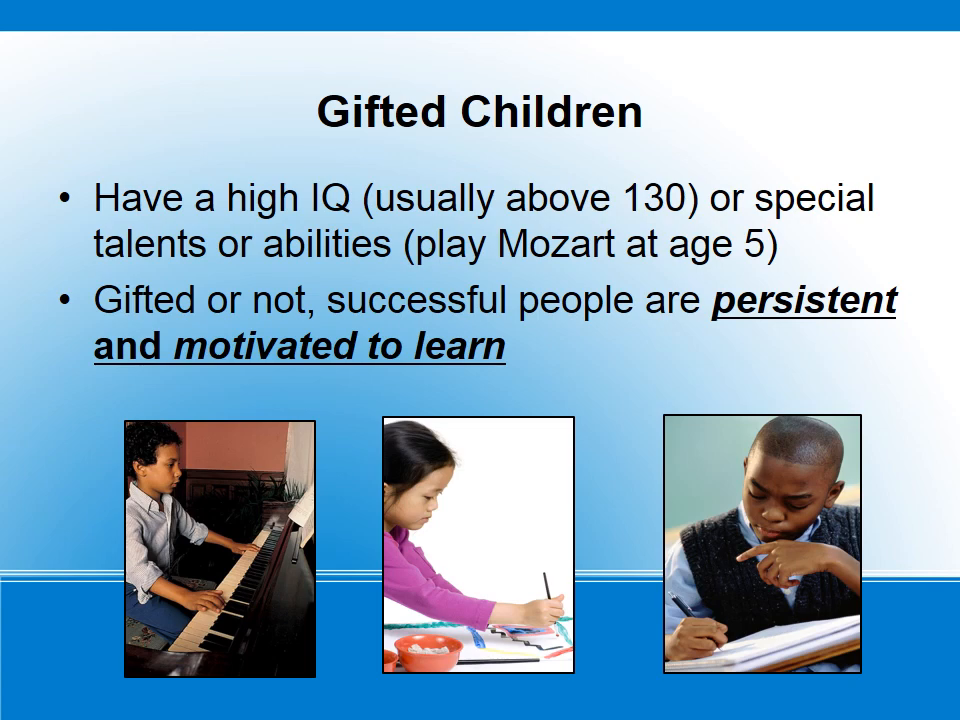 Gifted Children
• Have a high IQ (usually above 130) or special
talents or abilities (play Mozart at age 5)
• Gifted or not, successful people are persistent
and motivated to learn